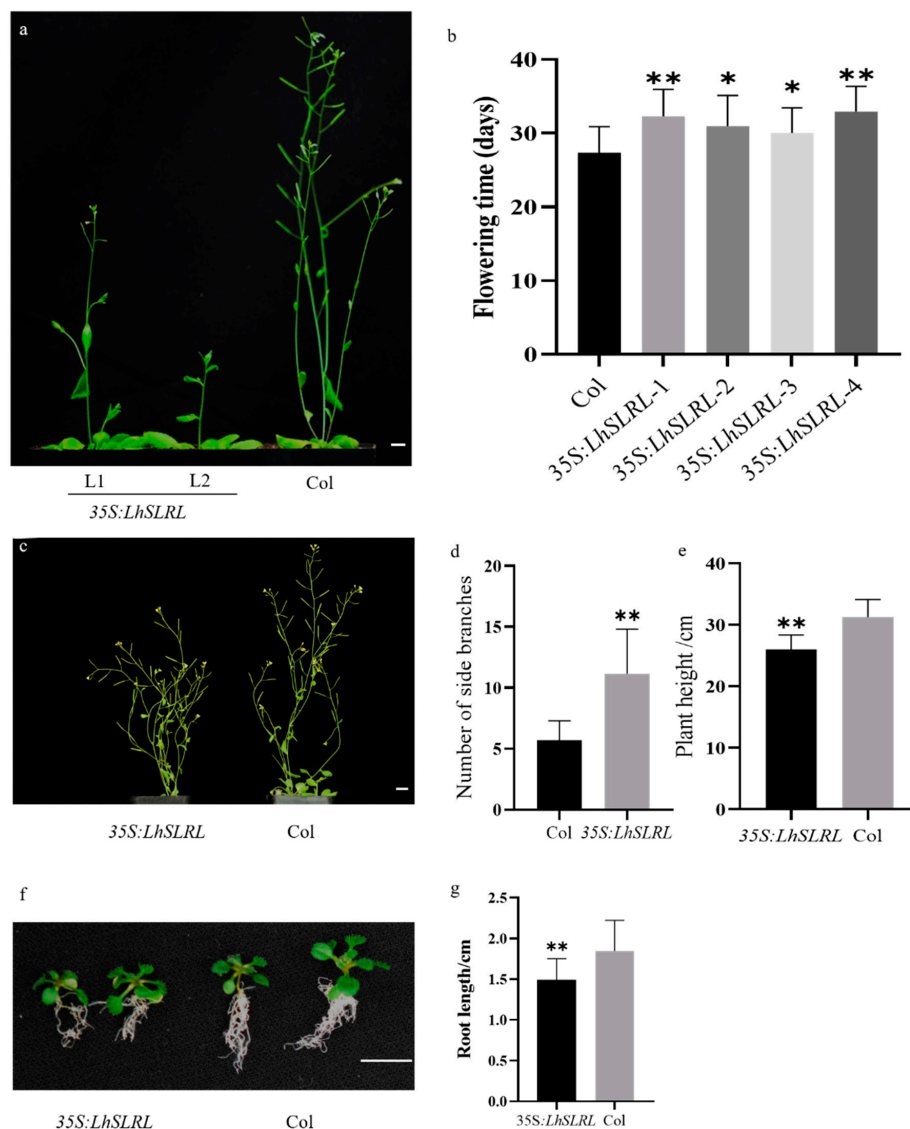 a
L1 L2 Col
35S:LhSLRL
b
Flowering time (days)
40
30
20
10
0
** * * **
Col 35S:LhSLRL-1 35S:LhSLRL-2 35S:LhSLRL-3 35S:LhSLRL-4
c
35S:LhSLRL Col
d
Number of side branches
20
15
10
5
0
**
Col 35S:LhSLRL
e
Plant height /cm
40
30
20
10
0
**
35S:LhSLRL Col
f
35S:LhSLRL Col
g
Root length/cm
2.5
2.0
1.5
1.0
0.5
0.0
**
35S:LhSLRL Col